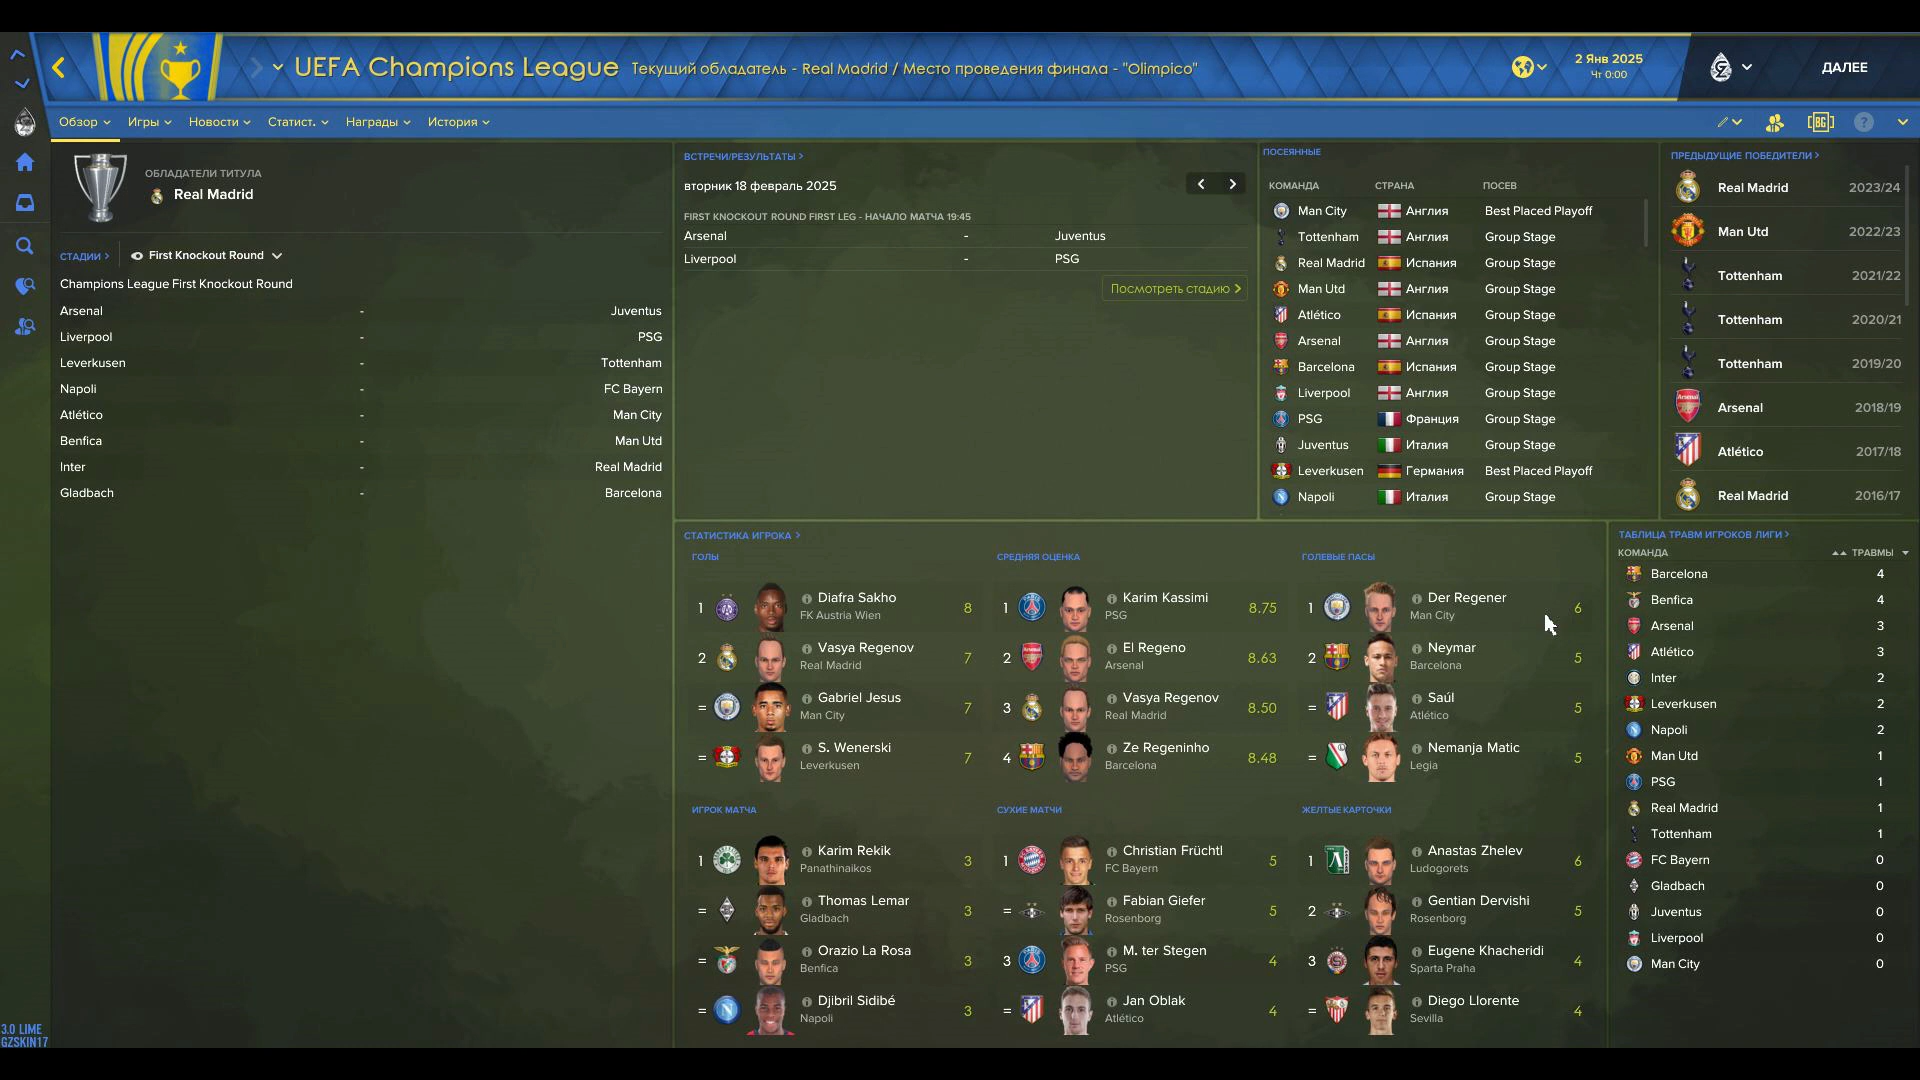 UEFA Champions League
Текущий обладатель - Real Madrid / Место проведения финала - "Olimpico"
2 Янв 2025
Чт 0:00
ДАЛЕЕ
Обзор
Игры
Новости
Статист.
Награды
История
BG
?
ОБЛАДАТЕЛИ ТИТУЛА
Real Madrid
СТАДИИ
First Knockout Round
Champions League First Knockout Round
Arsenal - Juventus
Liverpool - PSG
Leverkusen - Tottenham
Napoli - FC Bayern
Atlético - Man City
Benfica - Man Utd
Inter - Real Madrid
Gladbach - Barcelona
ВСТРЕЧИ/РЕЗУЛЬТАТЫ
вторник 18 февраль 2025
FIRST KNOCKOUT ROUND FIRST LEG - НАЧАЛО МАТЧА 19:45
Arsenal - Juventus
Liverpool - PSG
Посмотреть стадию
ПОСЕЯННЫЕ
КОМАНДА СТРАНА ПОСЕВ
Man City Англия Best Placed Playoff
Tottenham Англия Group Stage
Real Madrid Испания Group Stage
Man Utd Англия Group Stage
Atlético Испания Group Stage
Arsenal Англия Group Stage
Barcelona Испания Group Stage
Liverpool Англия Group Stage
PSG Франция Group Stage
Juventus Италия Group Stage
Leverkusen Германия Best Placed Playoff
Napoli Италия Group Stage
ПРЕДЫДУЩИЕ ПОБЕДИТЕЛИ
Real Madrid 2023/24
Man Utd 2022/23
Tottenham 2021/22
Tottenham 2020/21
Tottenham 2019/20
Arsenal 2018/19
Atlético 2017/18
Real Madrid 2016/17
СТАТИСТИКА ИГРОКА
ГОЛЫ
1 Diafra Sakho 8
FK Austria Wien
2 Vasya Regenov 7
Real Madrid
= Gabriel Jesus 7
Man City
= S. Wenerski 7
Leverkusen
СРЕДНЯЯ ОЦЕНКА
1 Karim Kassimi 8.75
PSG
2 El Regeno 8.63
Arsenal
3 Vasya Regenov 8.50
Real Madrid
4 Ze Regeninho 8.48
Barcelona
ГОЛЕВЫЕ ПАСЫ
1 Der Regener 6
Man City
2 Neymar 5
Barcelona
= Saúl 5
Atlético
= Nemanja Matic 5
Legia
ИГРОК МАТЧА
1 Karim Rekik 3
Panathinaikos
= Thomas Lemar 3
Gladbach
= Orazio La Rosa 3
Benfica
= Djibril Sidibé 3
Napoli
СУХИЕ МАТЧИ
1 Christian Früchtl 5
FC Bayern
= Fabian Giefer 5
Rosenborg
3 M. ter Stegen 4
PSG
= Jan Oblak 4
Atlético
ЖЕЛТЫЕ КАРТОЧКИ
1 Anastas Zhelev 6
Ludogorets
2 Gentian Dervishi 5
Rosenborg
3 Eugene Khacheridi 4
Sparta Praha
= Diego Llorente 4
Sevilla
ТАБЛИЦА ТРАВМ ИГРОКОВ ЛИГИ
КОМАНДА ТРАВМЫ
Barcelona 4
Benfica 4
Arsenal 3
Atlético 3
Inter 2
Leverkusen 2
Napoli 2
Man Utd 1
PSG 1
Real Madrid 1
Tottenham 1
FC Bayern 0
Gladbach 0
Juventus 0
Liverpool 0
Man City 0
3.0 LIME
GZSKIN17